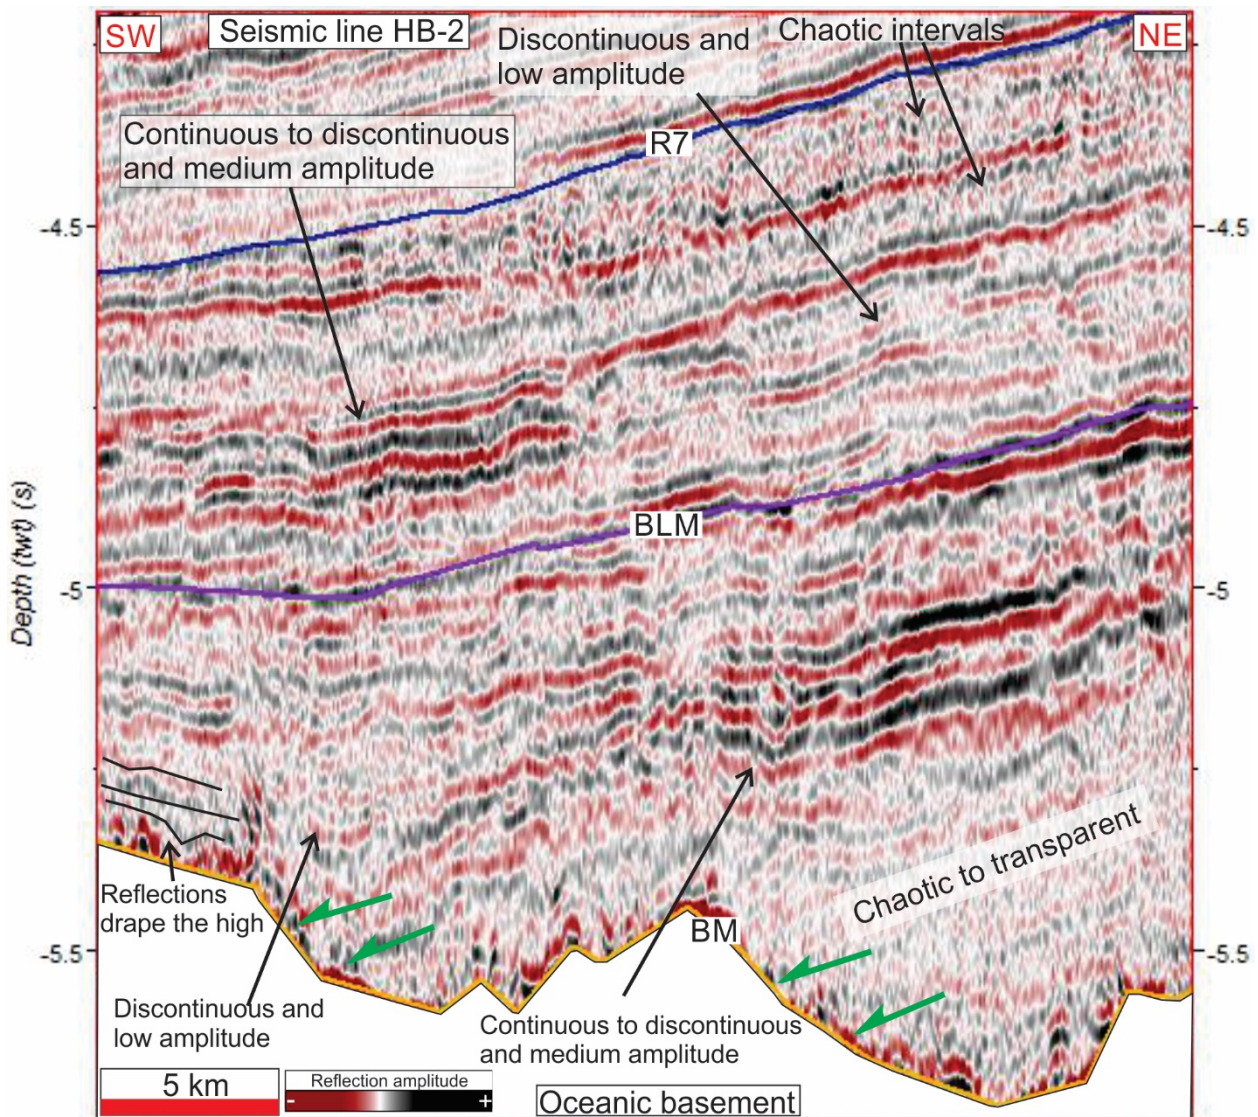 SW
Seismic line HB-2
Discontinuous and
low amplitude
Chaotic intervals
NE
Continuous to discontinuous
and medium amplitude
R7
-4.5
-4.5
Depth (twt) (s)
BLM
-5
-5
Chaotic to transparent
Reflections
drape the high
BM
-5.5
-5.5
Discontinuous and
low amplitude
Continuous to discontinuous
and medium amplitude
5 km
Reflection amplitude
- +
Oceanic basement